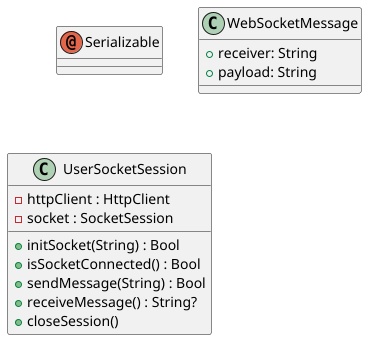 @ Serializable
C WebSocketMessage
receiver: String
payload: String
C UserSocketSession
httpClient : HttpClient
socket : SocketSession
initSocket(String) : Bool
isSocketConnected() : Bool
sendMessage(String) : Bool
receiveMessage() : String?
closeSession()